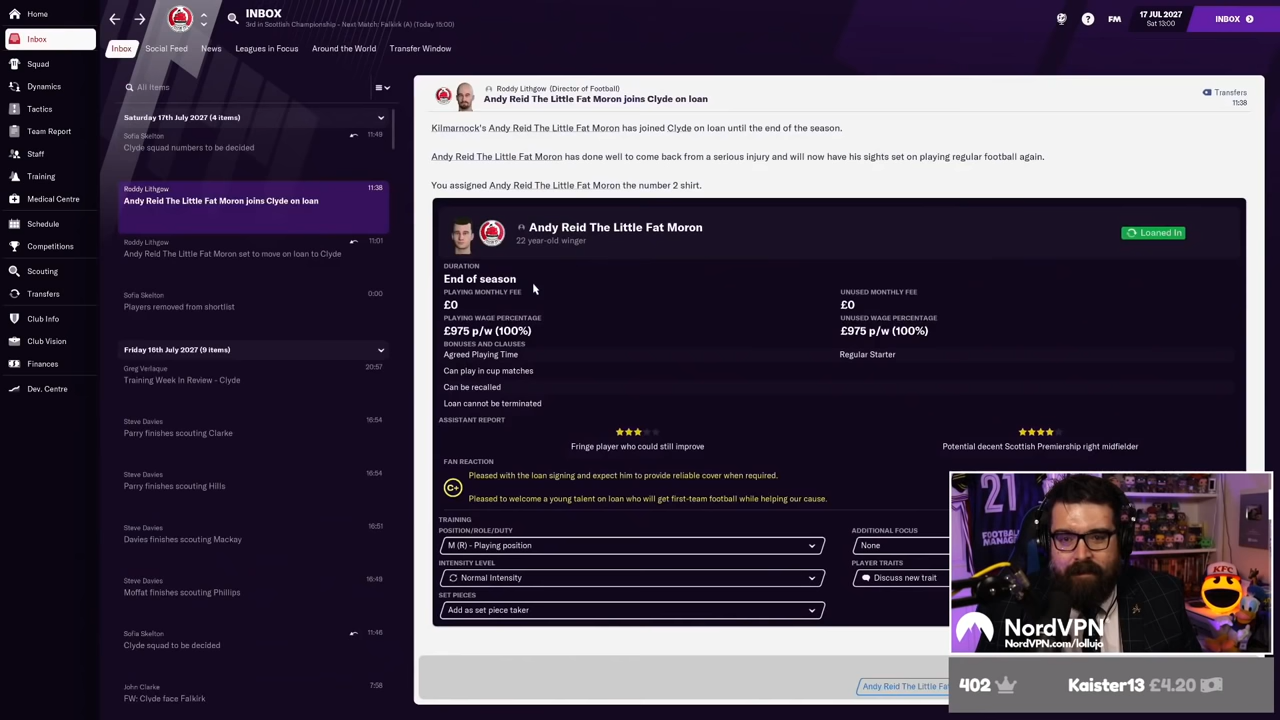 Home
INBOX
3rd in Scottish Championship - Next Match: Falkirk (A) (Today 15:00)
FM
17 JUL 2027
Sat 13:00
INBOX
Inbox
Squad
Dynamics
Tactics
Team Report
Staff
Training
Medical Centre
Schedule
Competitions
Scouting
Transfers
Club Info
Club Vision
Finances
Dev. Centre
Inbox
Social Feed
News
Leagues in Focus
Around the World
Transfer Window
All Items
Saturday 17th July 2027 (4 items)
Sofia Skelton 11:49
Clyde squad numbers to be decided
Roddy Lithgow 11:38
Andy Reid The Little Fat Moron joins Clyde on loan
Roddy Lithgow 11:01
Andy Reid The Little Fat Moron set to move on loan to Clyde
Sofia Skelton 0:00
Players removed from shortlist
Friday 16th July 2027 (9 items)
Greg Verlaque 20:57
Training Week In Review - Clyde
Steve Davies 16:54
Parry finishes scouting Clarke
Steve Davies 16:54
Parry finishes scouting Hills
Steve Davies 16:51
Davies finishes scouting Mackay
Steve Davies 16:49
Moffat finishes scouting Phillips
Sofia Skelton 11:46
Clyde squad to be decided
John Clarke 7:58
FW: Clyde face Falkirk
Roddy Lithgow (Director of Football)
Andy Reid The Little Fat Moron joins Clyde on loan
Transfers
11:38
Kilmarnock's Andy Reid The Little Fat Moron has joined Clyde on loan until the end of the season.
Andy Reid The Little Fat Moron has done well to come back from a serious injury and will now have his sights set on playing regular football again.
You assigned Andy Reid The Little Fat Moron the number 2 shirt.
Andy Reid The Little Fat Moron
22 year-old winger
Loaned In
DURATION
End of season
PLAYING MONTHLY FEE
£0
UNUSED MONTHLY FEE
£0
PLAYING WAGE PERCENTAGE
£975 p/w (100%)
UNUSED WAGE PERCENTAGE
£975 p/w (100%)
BONUSES AND CLAUSES
Agreed Playing Time
Regular Starter
Can play in cup matches
Can be recalled
Loan cannot be terminated
ASSISTANT REPORT
Fringe player who could still improve
Potential decent Scottish Premiership right midfielder
FAN REACTION
C+
Pleased with the loan signing and expect him to provide reliable cover when required.
Pleased to welcome a young talent on loan who will get first-team football while helping our cause.
TRAINING
POSITION/ROLE/DUTY
M (R) - Playing position
ADDITIONAL FOCUS
None
INTENSITY LEVEL
Normal Intensity
PLAYER TRAITS
Discuss new trait
SET PIECES
Add as set piece taker
Andy Reid The Little Fa
21
FOOTBALL
KFC
NordVPN
NordVPN.com/lollujo
402
Kaister13 £4.20